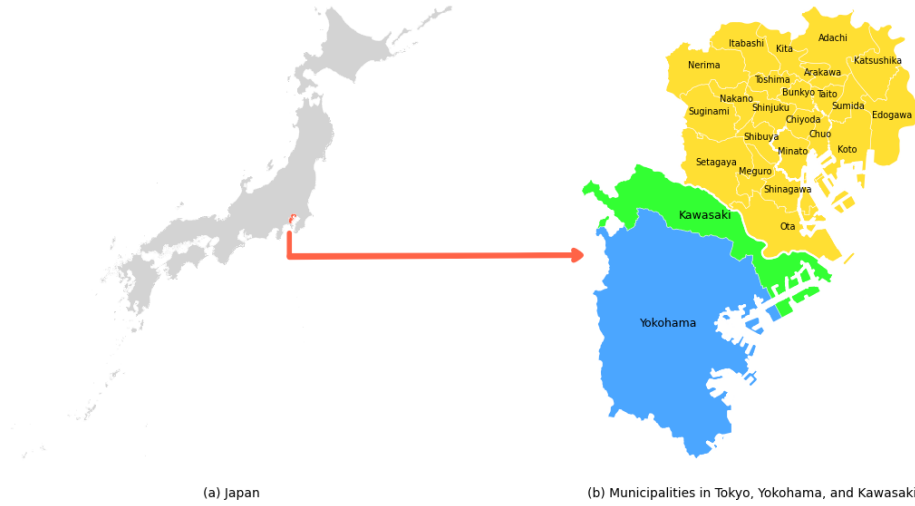 Adachi
Itabashi
Kita
Katsushika
Nerima
Arakawa
Toshima
Bunkyo
Taito
Nakano
Shinjuku
Sumida
Suginami
Edogawa
Chiyoda
Chuo
Shibuya
Minato
Koto
Setagaya
Meguro
Shinagawa
Kawasaki
Ota
Yokohama
(a) Japan
(b) Municipalities in Tokyo, Yokohama, and Kawasaki